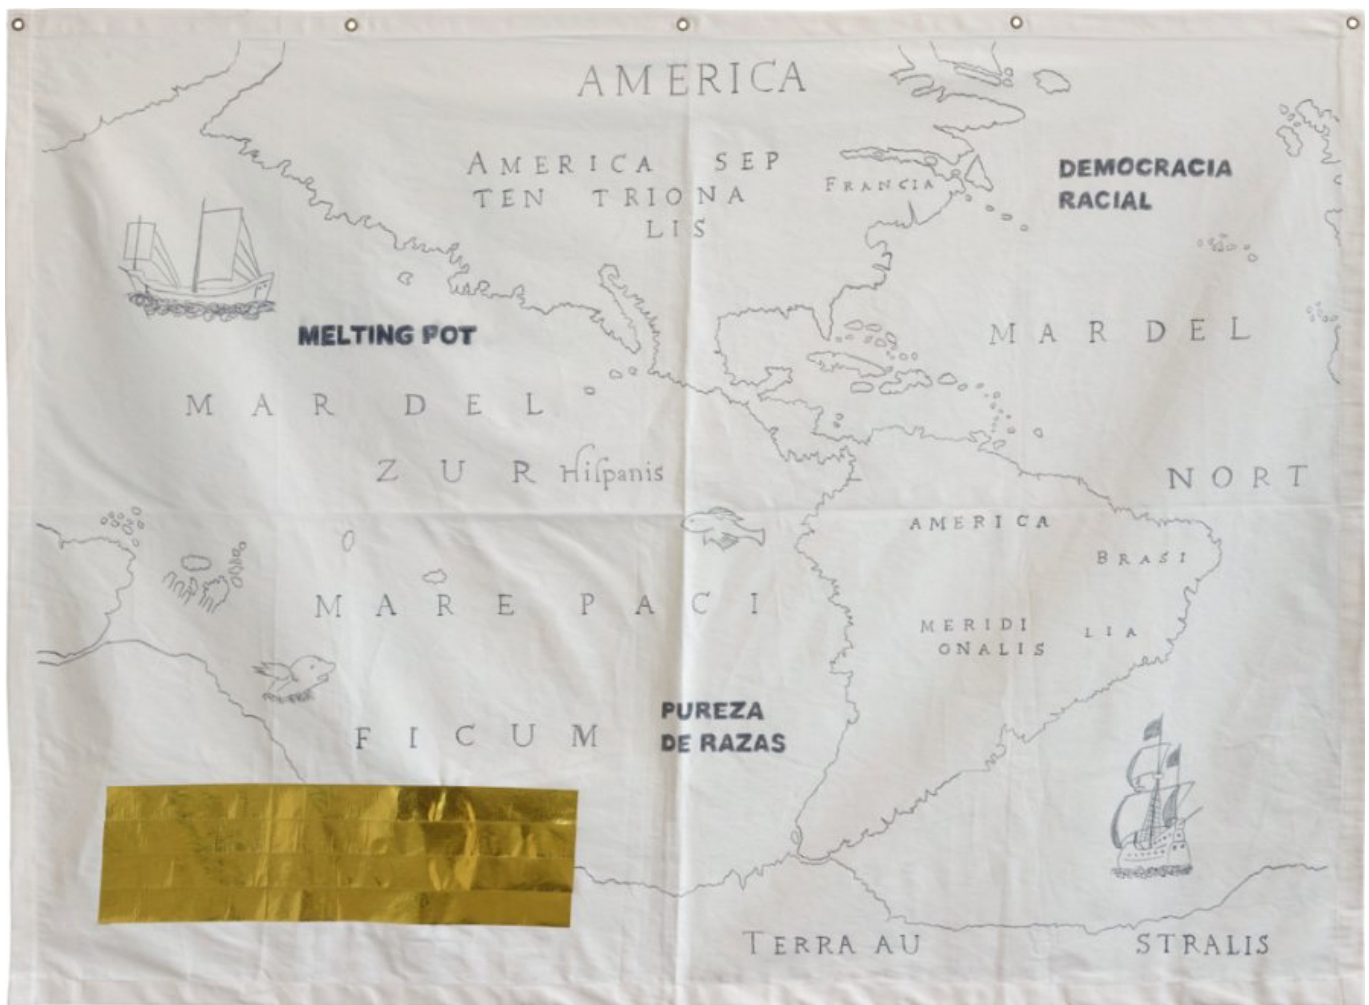 AMERICA
AMERICA SEP
TEN TRIONA
LIS
FRANCIA
DEMOCRACIA
RACIAL
MELTING POT
MAR DEL
MAR DEL
ZUR Hiſpanis
NORT
AMERICA
BRASI
MARE PACI
MERIDI
LIA
ONALIS
PUREZA
FICUM
DE RAZAS
TERRA AU
STRALIS